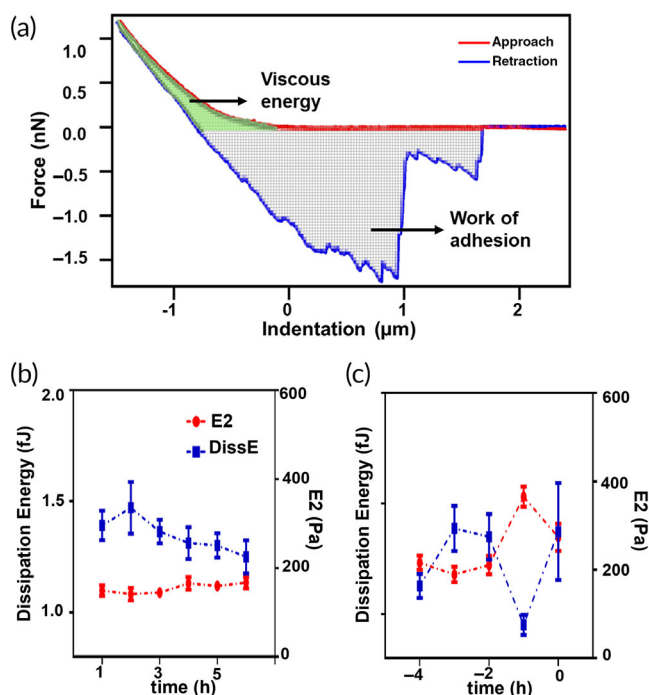 (a)
Approach
Retraction
Viscous
energy
Work of
adhesion
Force (nN)
1.0
0.5
0.0
−0.5
−1.0
−1.5
-1
0
1
2
Indentation (μm)
(b)
Dissipation Energy (fJ)
2.0
1.5
1.0
E2
DissE
600
400
200
0
E2 (Pa)
1
3
5
time (h)
(c)
Dissipation Energy (fJ)
600
400
200
0
E2 (Pa)
−4
−2
0
time (h)